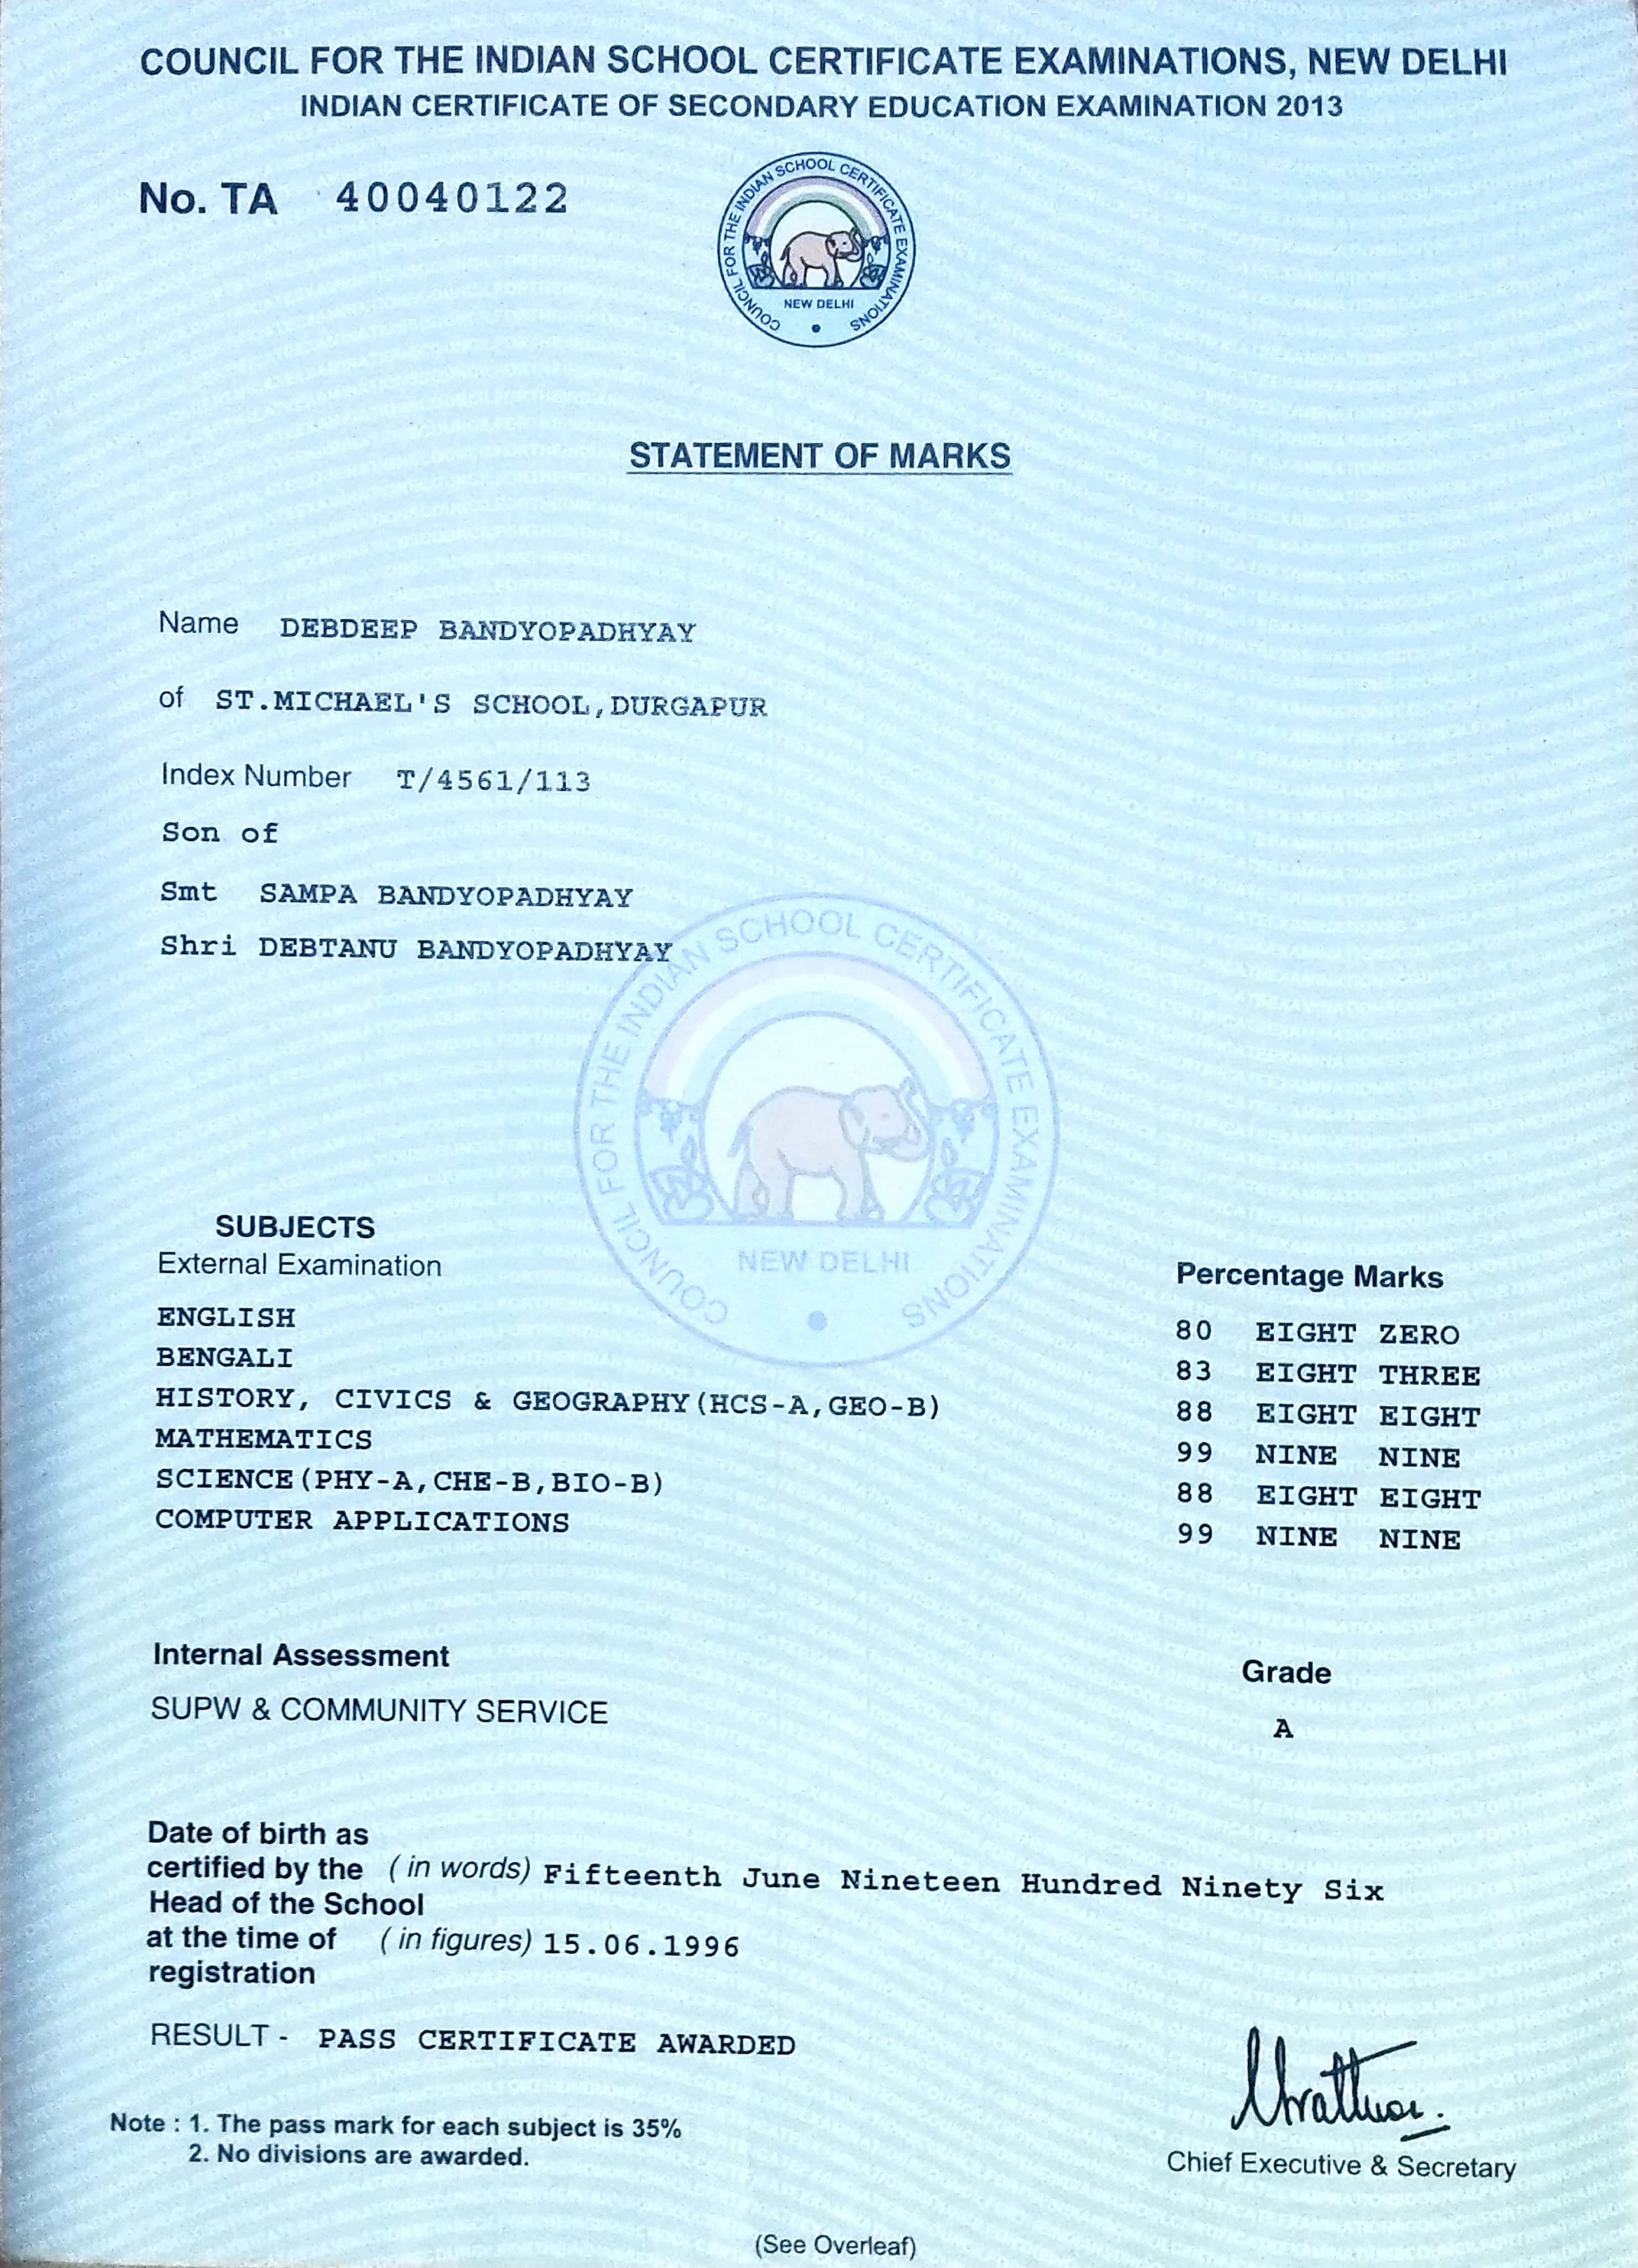 COUNCIL FOR THE INDIAN SCHOOL CERTIFICATE EXAMINATIONS, NEW DELHI
INDIAN CERTIFICATE OF SECONDARY EDUCATION EXAMINATION 2013
No. TA 40040122
COUNCIL FOR THE INDIAN SCHOOL CERTIFICATE EXAMINATIONS
NEW DELHI
STATEMENT OF MARKS
Name DEBDEEP BANDYOPADHYAY
of ST.MICHAEL'S SCHOOL,DURGAPUR
Index Number T/4561/113
Son of
Smt SAMPA BANDYOPADHYAY
Shri DEBTANU BANDYOPADHYAY
COUNCIL FOR THE INDIAN SCHOOL CERTIFICATE EXAMINATIONS
NEW DELHI
SUBJECTS
External Examination Percentage Marks
ENGLISH 80 EIGHT ZERO
BENGALI 83 EIGHT THREE
HISTORY, CIVICS & GEOGRAPHY(HCS-A,GEO-B) 88 EIGHT EIGHT
MATHEMATICS 99 NINE NINE
SCIENCE(PHY-A,CHE-B,BIO-B) 88 EIGHT EIGHT
COMPUTER APPLICATIONS 99 NINE NINE
Internal Assessment Grade
SUPW & COMMUNITY SERVICE A
Date of birth as
certified by the (in words) Fifteenth June Nineteen Hundred Ninety Six
Head of the School
at the time of (in figures) 15.06.1996
registration
RESULT - PASS CERTIFICATE AWARDED
Note : 1. The pass mark for each subject is 35%
2. No divisions are awarded.
Chief Executive & Secretary
(See Overleaf)